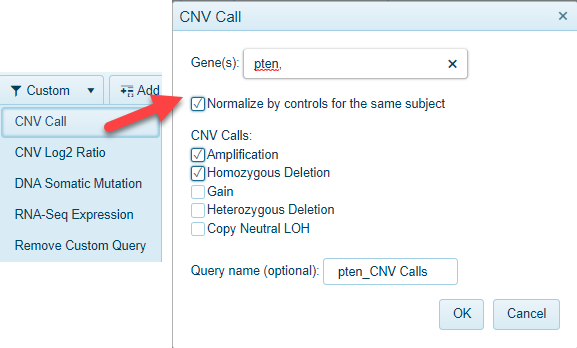 Custom
Add
CNV Call
CNV Log2 Ratio
DNA Somatic Mutation
RNA-Seq Expression
Remove Custom Query
CNV Call
Gene(s): pten,
Normalize by controls for the same subject
CNV Calls:
Amplification
Homozygous Deletion
Gain
Heterozygous Deletion
Copy Neutral LOH
Query name (optional): pten_CNV Calls
OK Cancel